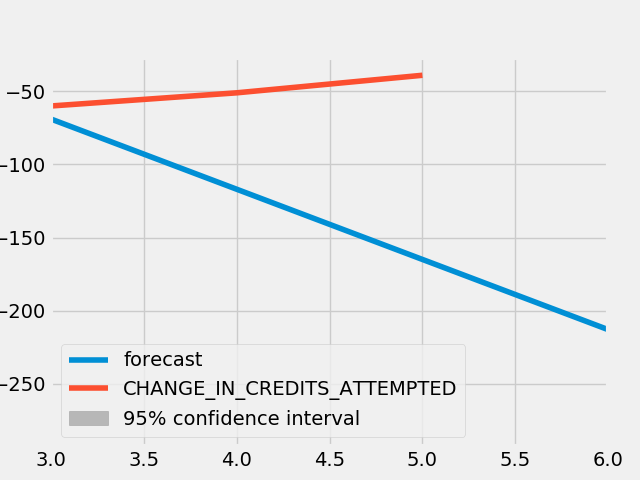 −50
−100
−150
−200
−250
forecast
CHANGE_IN_CREDITS_ATTEMPTED
95% confidence interval
3.0 3.5 4.0 4.5 5.0 5.5 6.0